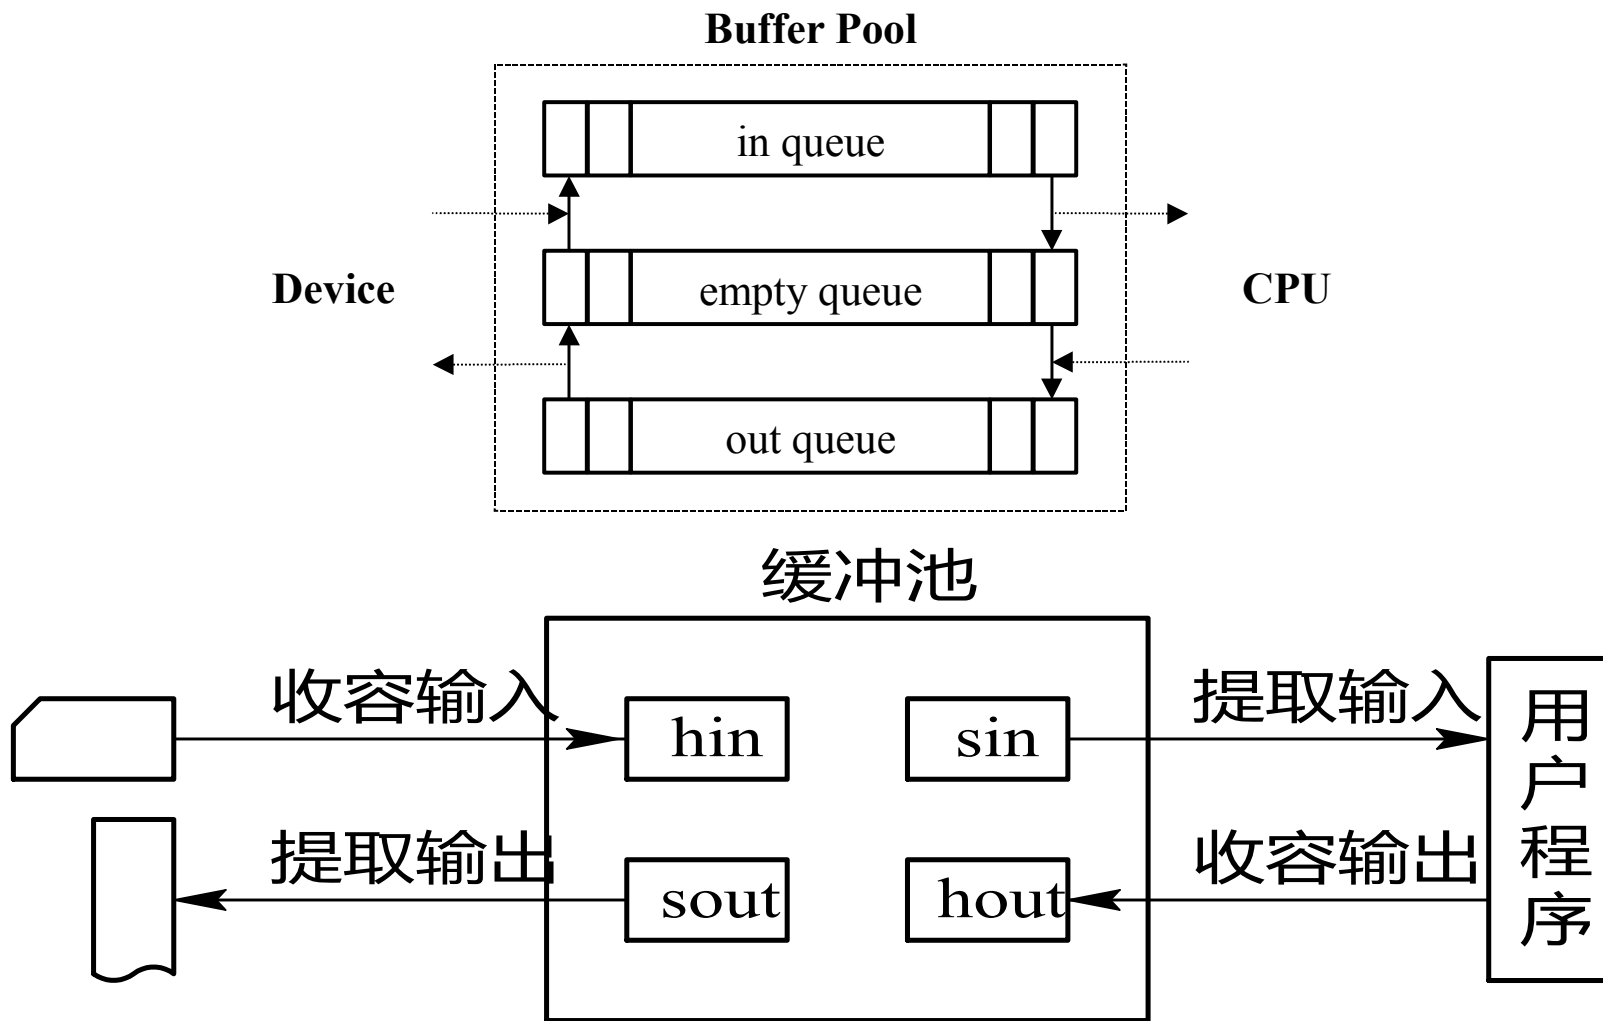 Buffer Pool
in queue
Device
empty queue
CPU
out queue
缓冲池
收容输入
hin
sin
提取输入
提取输出
sout
hout
收容输出
用户程序